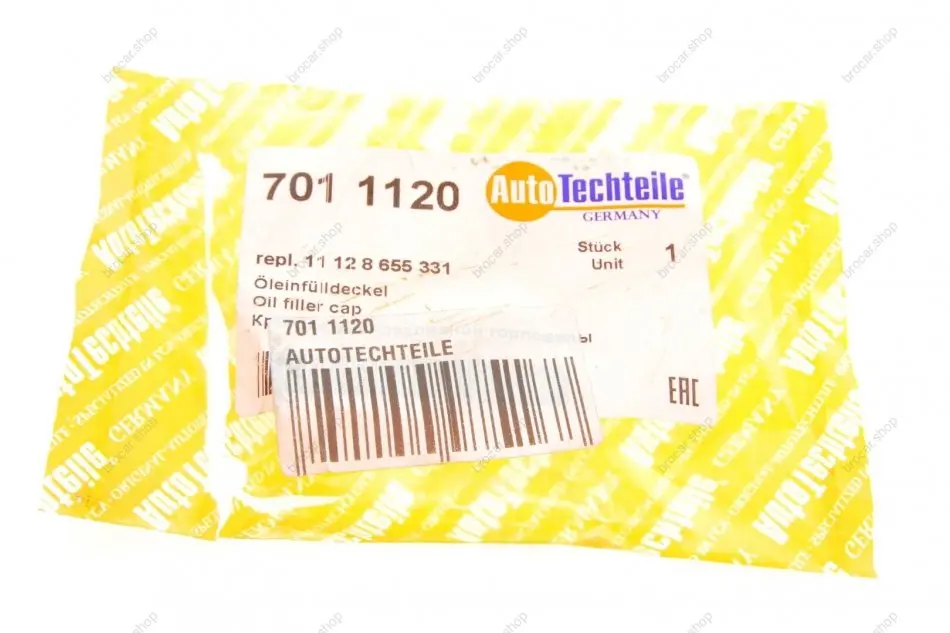 701 1120
AutoTechteile
GERMANY
repl. 11 12 8 655 331
Stück 1
Unit
Öleinfülldeckel
Oil filler cap
701 1120
AUTOTECHTEILE
EAC
brocar.shop